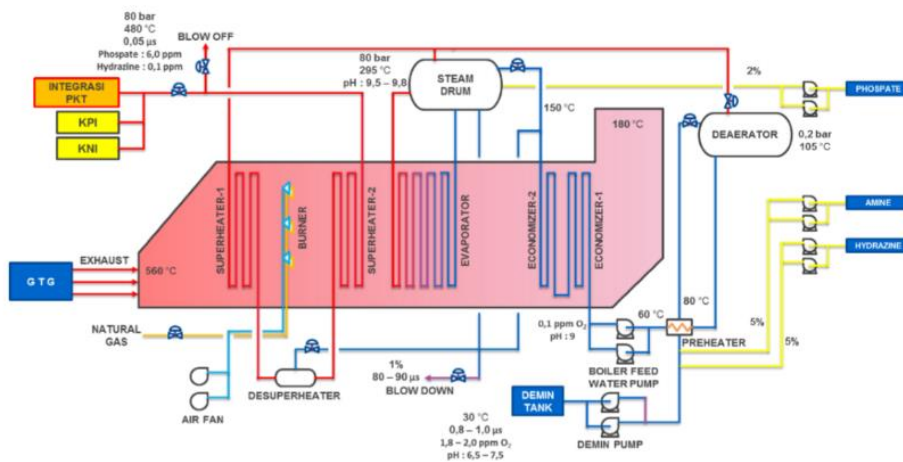 80 bar
480 °C
0,05 µs
Phospate : 6,0 ppm
Hydrazine : 0,1 ppm
BLOW OFF
INTEGRASI
PKT
KPI
KNI
80 bar
295 °C
pH : 9,5 – 9,8
STEAM
DRUM
150 °C
180 °C
2%
PHOSPATE
DEAERATOR
0,2 bar
105 °C
SUPERHEATER-1
BURNER
SUPERHEATER-2
EVAPORATOR
ECONOMIZER-2
ECONOMIZER-1
AMINE
HYDRAZINE
EXHAUST
G T G
560 °C
NATURAL
GAS
AIR FAN
DESUPERHEATER
1%
80 – 90 µs
BLOW DOWN
0,1 ppm O₂
pH : 9
60 °C
80 °C
PREHEATER
5%
5%
BOILER FEED
WATER PUMP
DEMIN
TANK
DEMIN PUMP
30 °C
0,8 – 1,0 µs
1,8 – 2,0 ppm O₂
pH : 6,5 – 7,5